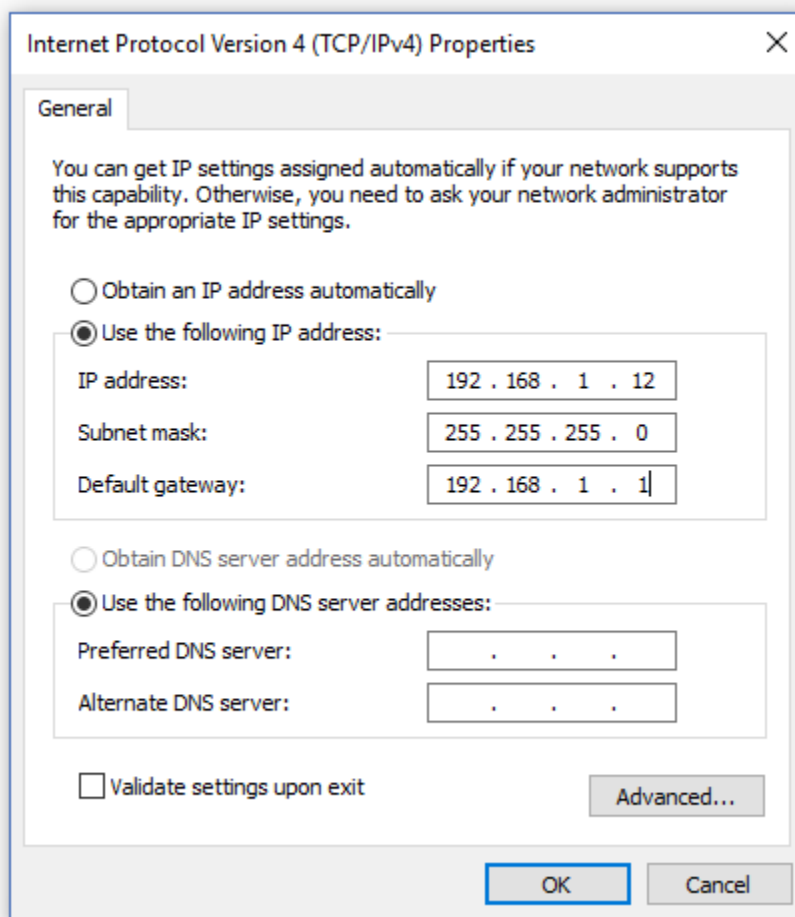 Internet Protocol Version 4 (TCP/IPv4) Properties
General
You can get IP settings assigned automatically if your network supports
this capability. Otherwise, you need to ask your network administrator
for the appropriate IP settings.
Obtain an IP address automatically
Use the following IP address:
IP address: 192 . 168 . 1 . 12
Subnet mask: 255 . 255 . 255 . 0
Default gateway: 192 . 168 . 1 . 1
Obtain DNS server address automatically
Use the following DNS server addresses:
Preferred DNS server: . . .
Alternate DNS server: . . .
Validate settings upon exit
Advanced...
OK Cancel